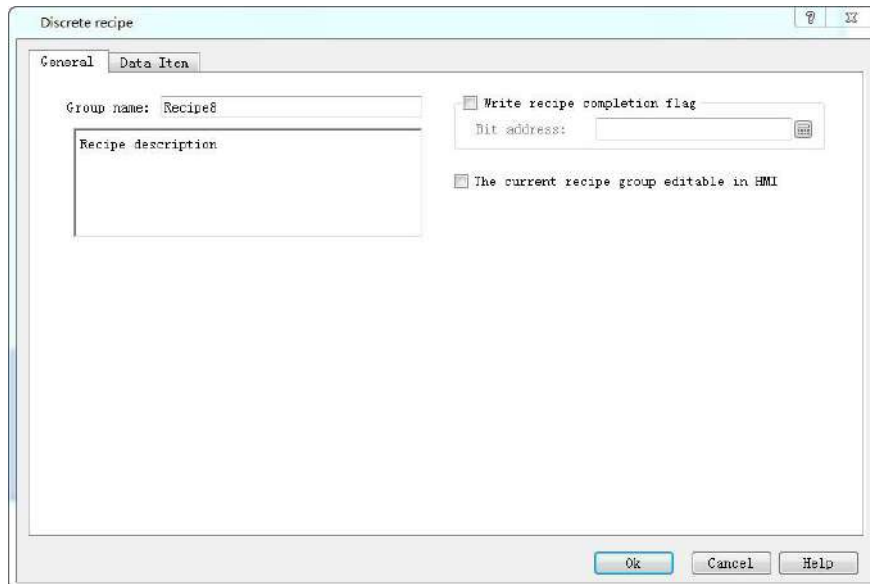 Discrete recipe
General
Data Iten
Group name: Recipe8
Recipe description
Write recipe completion flag
Bit address:
The current recipe group editable in HMI
Ok
Cancel
Help